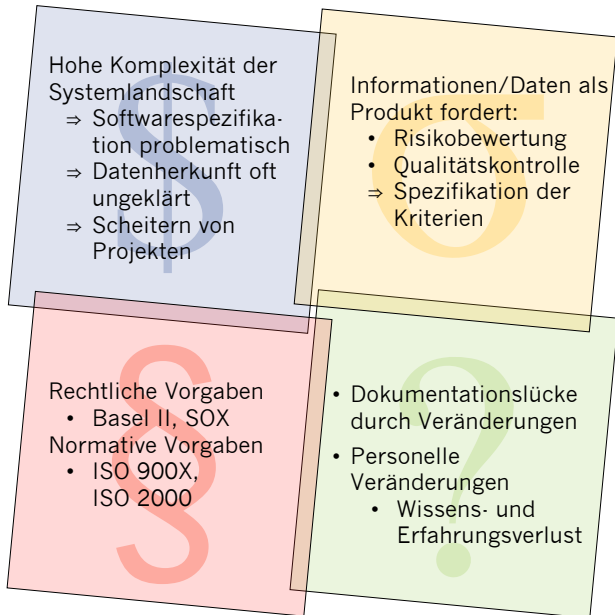 $
Hohe Komplexität der
Systemlandschaft
⇒ Softwarespezifika-
tion problematisch
⇒ Datenherkunft oft
ungeklärt
⇒ Scheitern von
Projekten
σ
Informationen/Daten als
Produkt fordert:
• Risikobewertung
• Qualitätskontrolle
⇒ Spezifikation der
Kriterien
§
Rechtliche Vorgaben
• Basel II, SOX
Normative Vorgaben
• ISO 900X,
ISO 2000
?
• Dokumentationslücke
durch Veränderungen
• Personelle
Veränderungen
• Wissens- und
Erfahrungsverlust